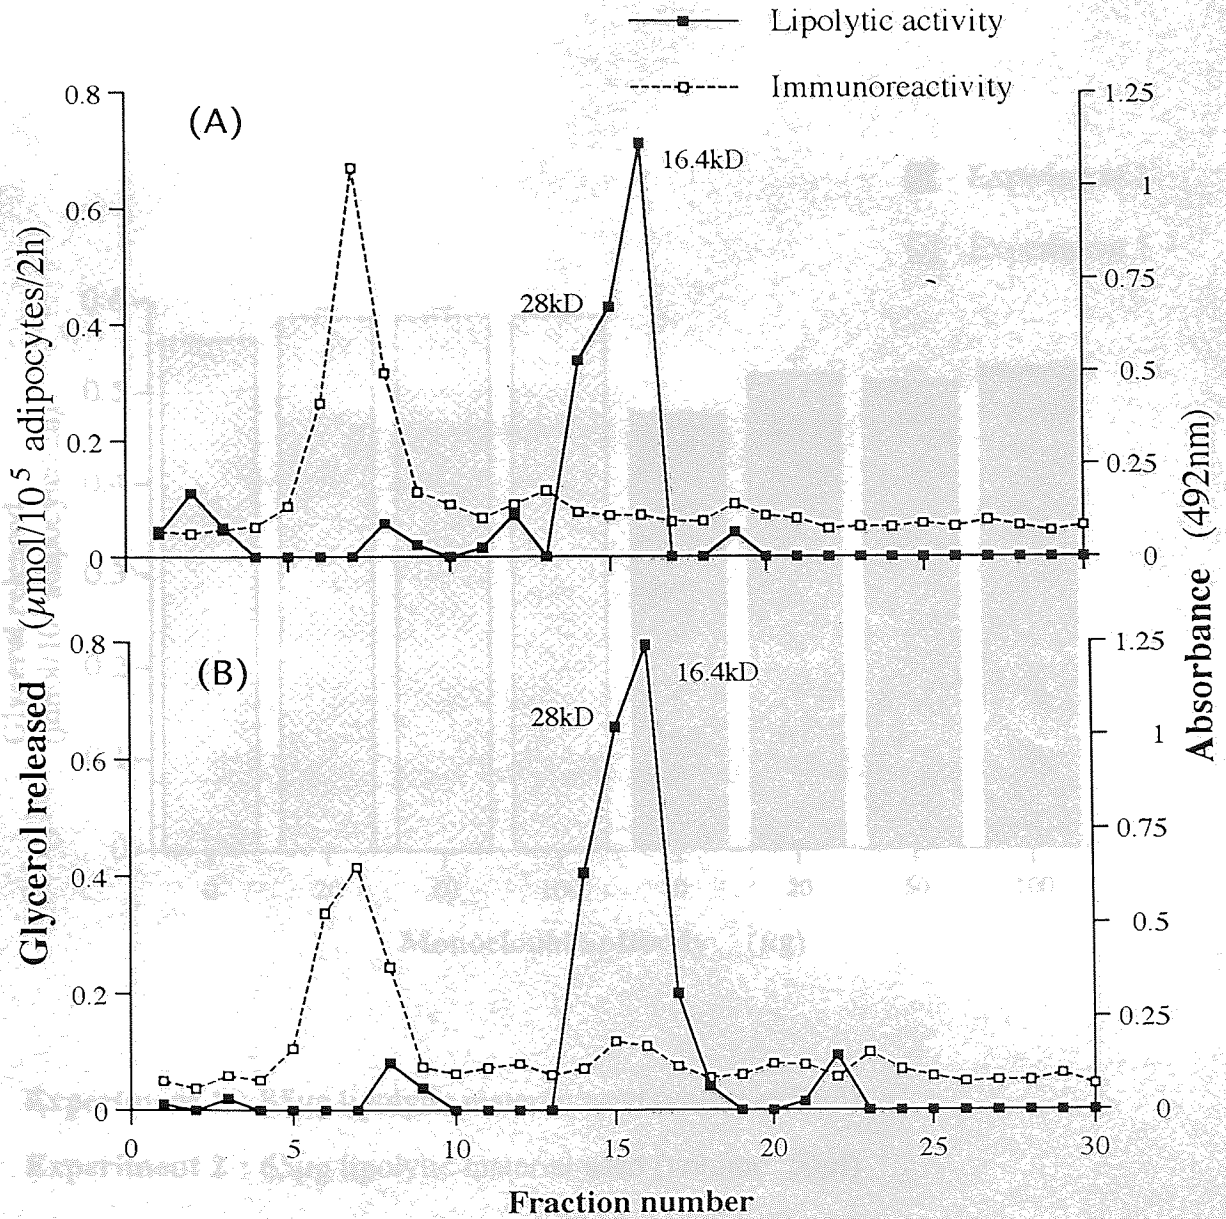 Lipolytic activity
Immunoreactivity
(A)
0.8
0.6
0.4
0.2
0
16.4kD
28kD
1.25
1
0.75
0.5
0.25
0
(B)
0.8
0.6
0.4
0.2
0
16.4kD
28kD
1.25
1
0.75
0.5
0.25
0
0 5 10 15 20 25 30
Fraction number
Glycerol released (μmol/10⁵ adipocytes/2h)
Absorbance (492nm)
Monoclonal antibody (μg)